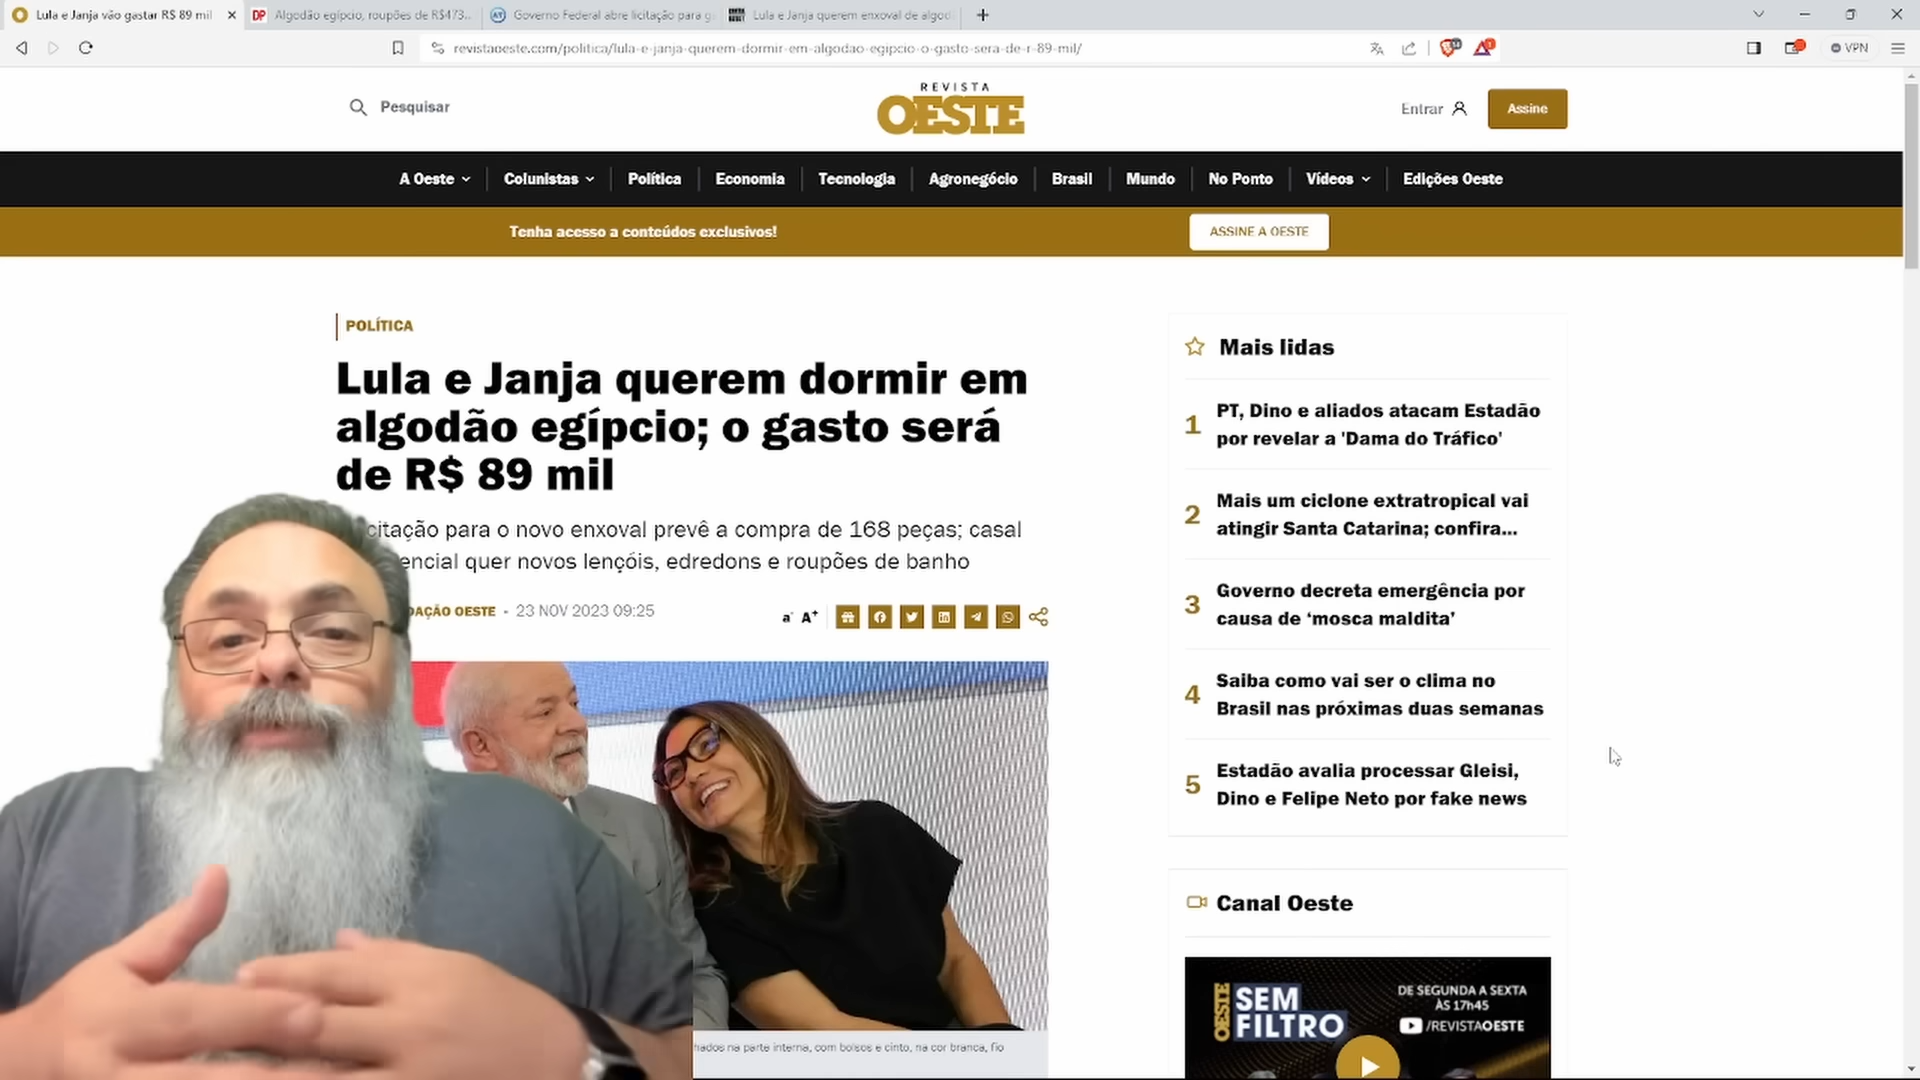 Lula e Janja vão gastar R$ 89 mil
Algodão egípcio, roupões de R$473...
Governo Federal abre licitação para g
Lula e Janja querem enxoval de algod
revistaoeste.com/politica/lula-e-janja-querem-dormir-em-algodao-egipcio-o-gasto-sera-de-r-89-mil/
VPN
Pesquisar
REVISTA
OESTE
Entrar
Assine
A Oeste
Colunistas
Política
Economia
Tecnologia
Agronegócio
Brasil
Mundo
No Ponto
Vídeos
Edições Oeste
Tenha acesso a conteúdos exclusivos!
ASSINE A OESTE
POLÍTICA
Lula e Janja querem dormir em
algodão egípcio; o gasto será
de R$ 89 mil
citação para o novo enxoval prevê a compra de 168 peças; casal
encial quer novos lençóis, edredons e roupões de banho
DAÇÃO OESTE - 23 NOV 2023 09:25
a- A+
hados na parte interna, com bolsos e cinto, na cor branca, fio
Mais lidas
1 PT, Dino e aliados atacam Estadão
por revelar a 'Dama do Tráfico'
2 Mais um ciclone extratropical vai
atingir Santa Catarina; confira...
3 Governo decreta emergência por
causa de ‘mosca maldita’
4 Saiba como vai ser o clima no
Brasil nas próximas duas semanas
5 Estadão avalia processar Gleisi,
Dino e Felipe Neto por fake news
Canal Oeste
OESTE
SEM
FILTRO
DE SEGUNDA A SEXTA
ÀS 17h45
/REVISTAOESTE